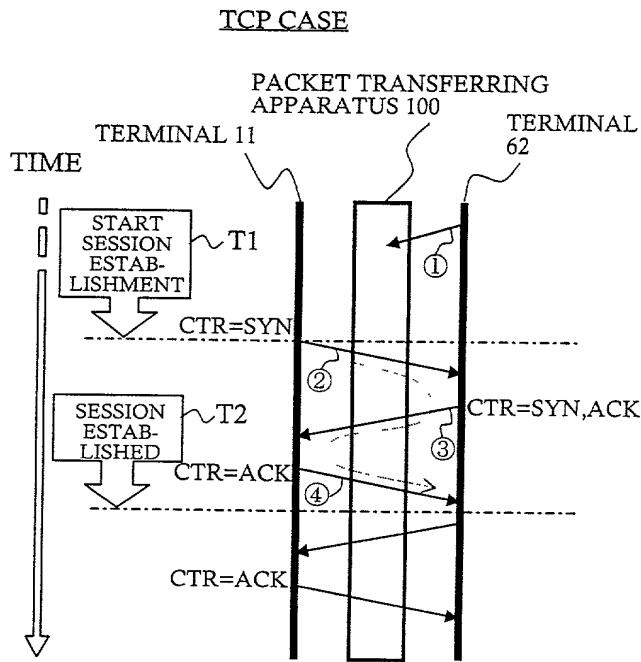 TCP CASE
PACKET TRANSFERRING
APPARATUS 100
TERMINAL 11
TERMINAL
62
TIME
START
SESSION
ESTAB-
LISHMENT
T1
①
CTR=SYN
②
SESSION
ESTAB-
LISHED
T2
CTR=SYN,ACK
③
CTR=ACK
④
CTR=ACK